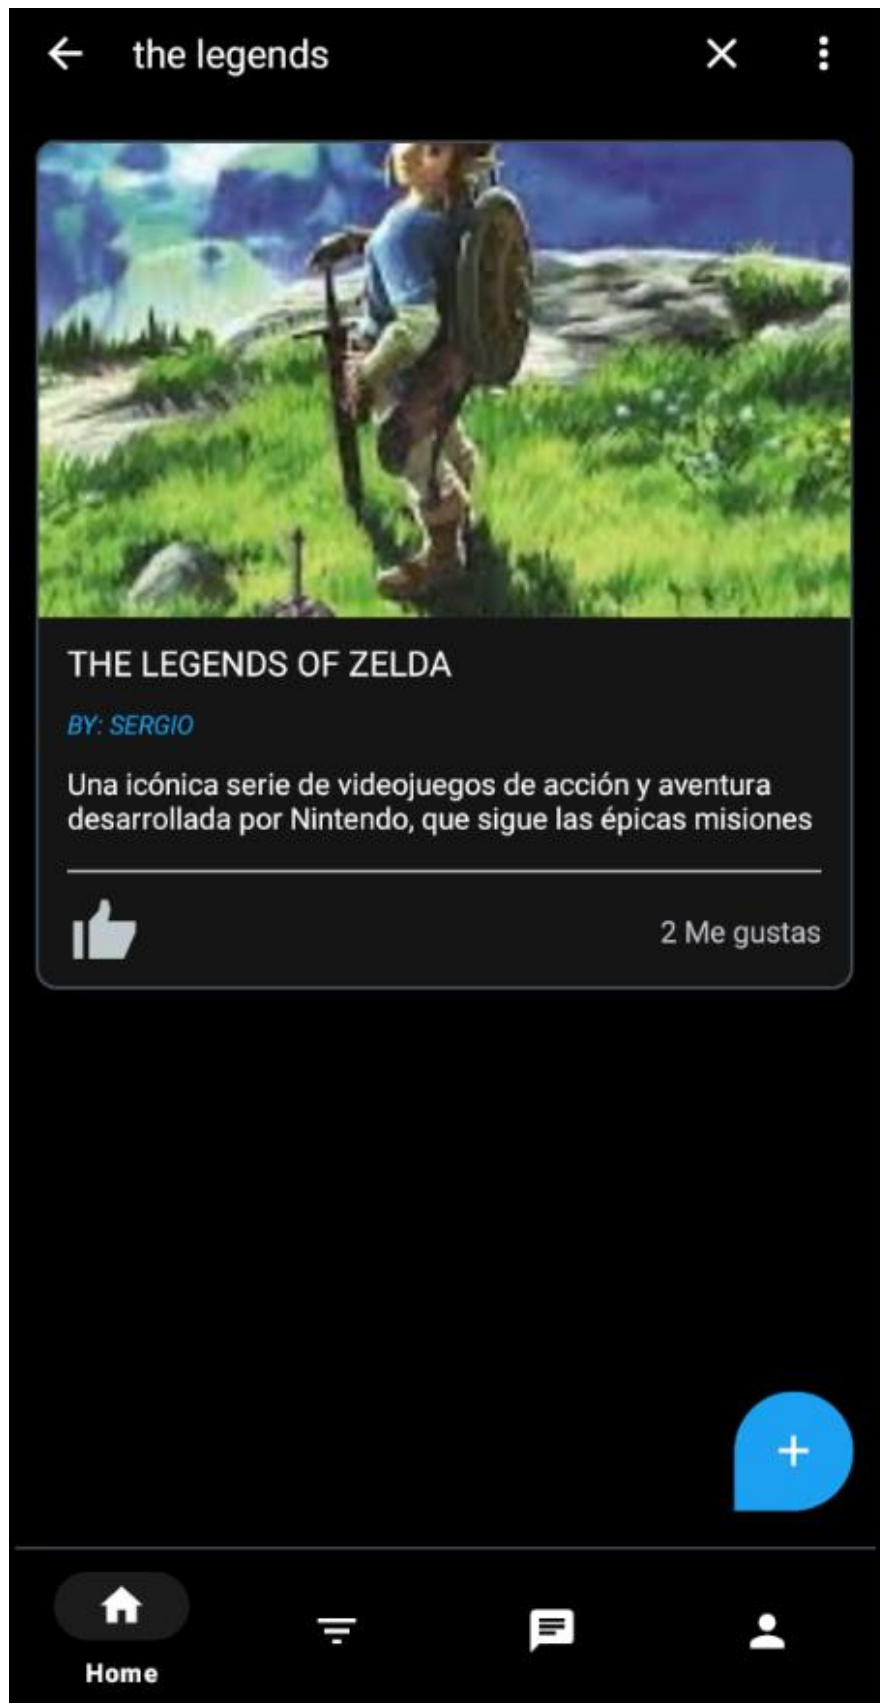 the legends
THE LEGENDS OF ZELDA
BY: SERGIO
Una icónica serie de videojuegos de acción y aventura
desarrollada por Nintendo, que sigue las épicas misiones
2 Me gustas
Home